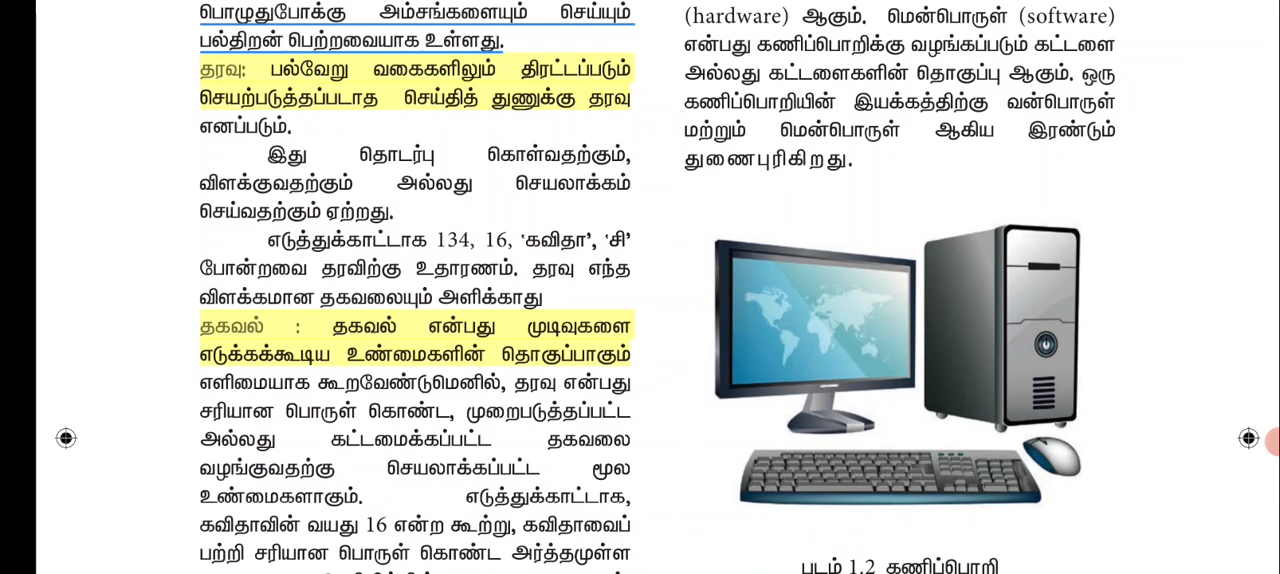 பொழுதுபோக்கு அம்சங்களையும் செய்யும்
பல்திறன் பெற்றவையாக உள்ளது.
தரவு: பல்வேறு வகைகளிலும் திரட்டப்படும்
செயற்படுத்தப்படாத செய்தித் துணுக்கு தரவு
எனப்படும்.
இது தொடர்பு கொள்வதற்கும்,
விளக்குவதற்கும் அல்லது செயலாக்கம்
செய்வதற்கும் ஏற்றது.
எடுத்துக்காட்டாக 134, 16, ‘கவிதா’, ‘சி’
போன்றவை தரவிற்கு உதாரணம். தரவு எந்த
விளக்கமான தகவலையும் அளிக்காது
தகவல் : தகவல் என்பது முடிவுகளை
எடுக்கக்கூடிய உண்மைகளின் தொகுப்பாகும்
எளிமையாக கூறவேண்டுமெனில், தரவு என்பது
சரியான பொருள் கொண்ட, முறைபடுத்தப்பட்ட
அல்லது கட்டமைக்கப்பட்ட தகவலை
வழங்குவதற்கு செயலாக்கப்பட்ட மூல
உண்மைகளாகும். எடுத்துக்காட்டாக,
கவிதாவின் வயது 16 என்ற கூற்று, கவிதாவைப்
பற்றி சரியான பொருள் கொண்ட அர்த்தமுள்ள
(hardware) ஆகும். மென்பொருள் (software)
என்பது கணிப்பொறிக்கு வழங்கப்படும் கட்டளை
அல்லது கட்டளைகளின் தொகுப்பு ஆகும். ஒரு
கணிப்பொறியின் இயக்கத்திற்கு வன்பொருள்
மற்றும் மென்பொருள் ஆகிய இரண்டும்
துணைபுரிகிறது.
படம் 1.2 கணிப்பொறி